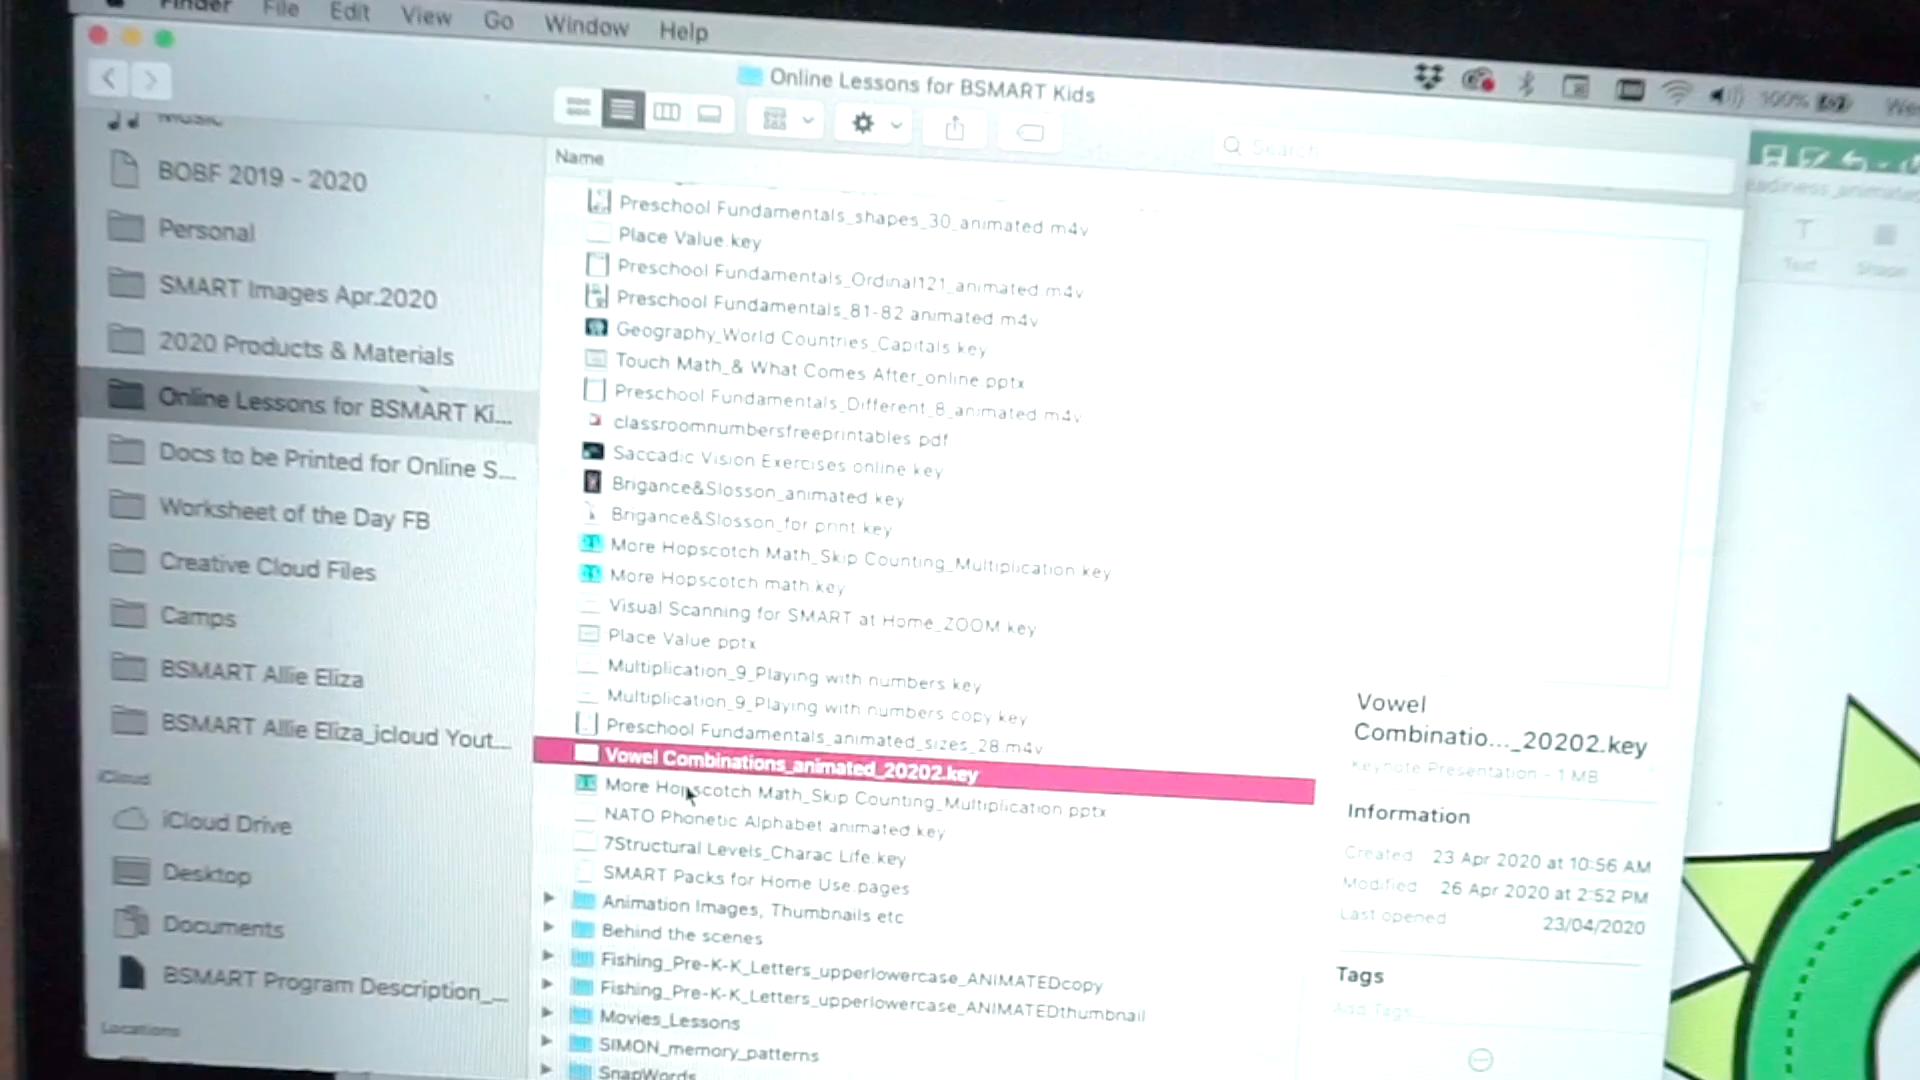 Finder File Edit View Go Window Help
100%
Online Lessons for BSMART Kids
Search
Name
Music
BOBF 2019 - 2020
Personal
SMART Images Apr.2020
2020 Products & Materials
Online Lessons for BSMART Ki...
Docs to be Printed for Online S...
Worksheet of the Day FB
Creative Cloud Files
Camps
BSMART Allie Eliza
BSMART Allie Eliza_icloud Yout...
iCloud
iCloud Drive
Desktop
Documents
BSMART Program Description_...
Locations
Preschool Fundamentals_shapes_30_animated.m4v
Place Value.key
Preschool Fundamentals_Ordinal121_animated.m4v
Preschool Fundamentals_81-82 animated.m4v
Geography_World Countries_Capitals.key
Touch Math_& What Comes After_online.pptx
Preschool Fundamentals_Different_8_animated.m4v
classroomnumbersfreeprintables.pdf
Saccadic Vision Exercises online.key
Brigance&Slosson_animated.key
Brigance&Slosson_for print.key
More Hopscotch Math_Skip Counting_Multiplication.key
More Hopscotch math.key
Visual Scanning for SMART at Home_ZOOM.key
Place Value.pptx
Multiplication_9_Playing with numbers.key
Multiplication_9_Playing with numbers copy.key
Preschool Fundamentals_animated_sizes_28.m4v
Vowel Combinations_animated_20202.key
More Hopscotch Math_Skip Counting_Multiplication.pptx
NATO Phonetic Alphabet animated.key
7Structural Levels_Charac Life.key
SMART Packs for Home Use.pages
Animation Images, Thumbnails etc
Behind the scenes
Fishing_Pre-K-K_Letters_upperlowercase_ANIMATEDcopy
Fishing_Pre-K-K_Letters_upperlowercase_ANIMATEDthumbnail
Movies_Lessons
SIMON_memory_patterns
SnapWords
Vowel
Combinatio..._20202.key
Keynote Presentation - 1 MB
Information
Created 23 Apr 2020 at 10:56 AM
Modified 26 Apr 2020 at 2:52 PM
Last opened 23/04/2020
Tags
Add Tags...
Text Shape